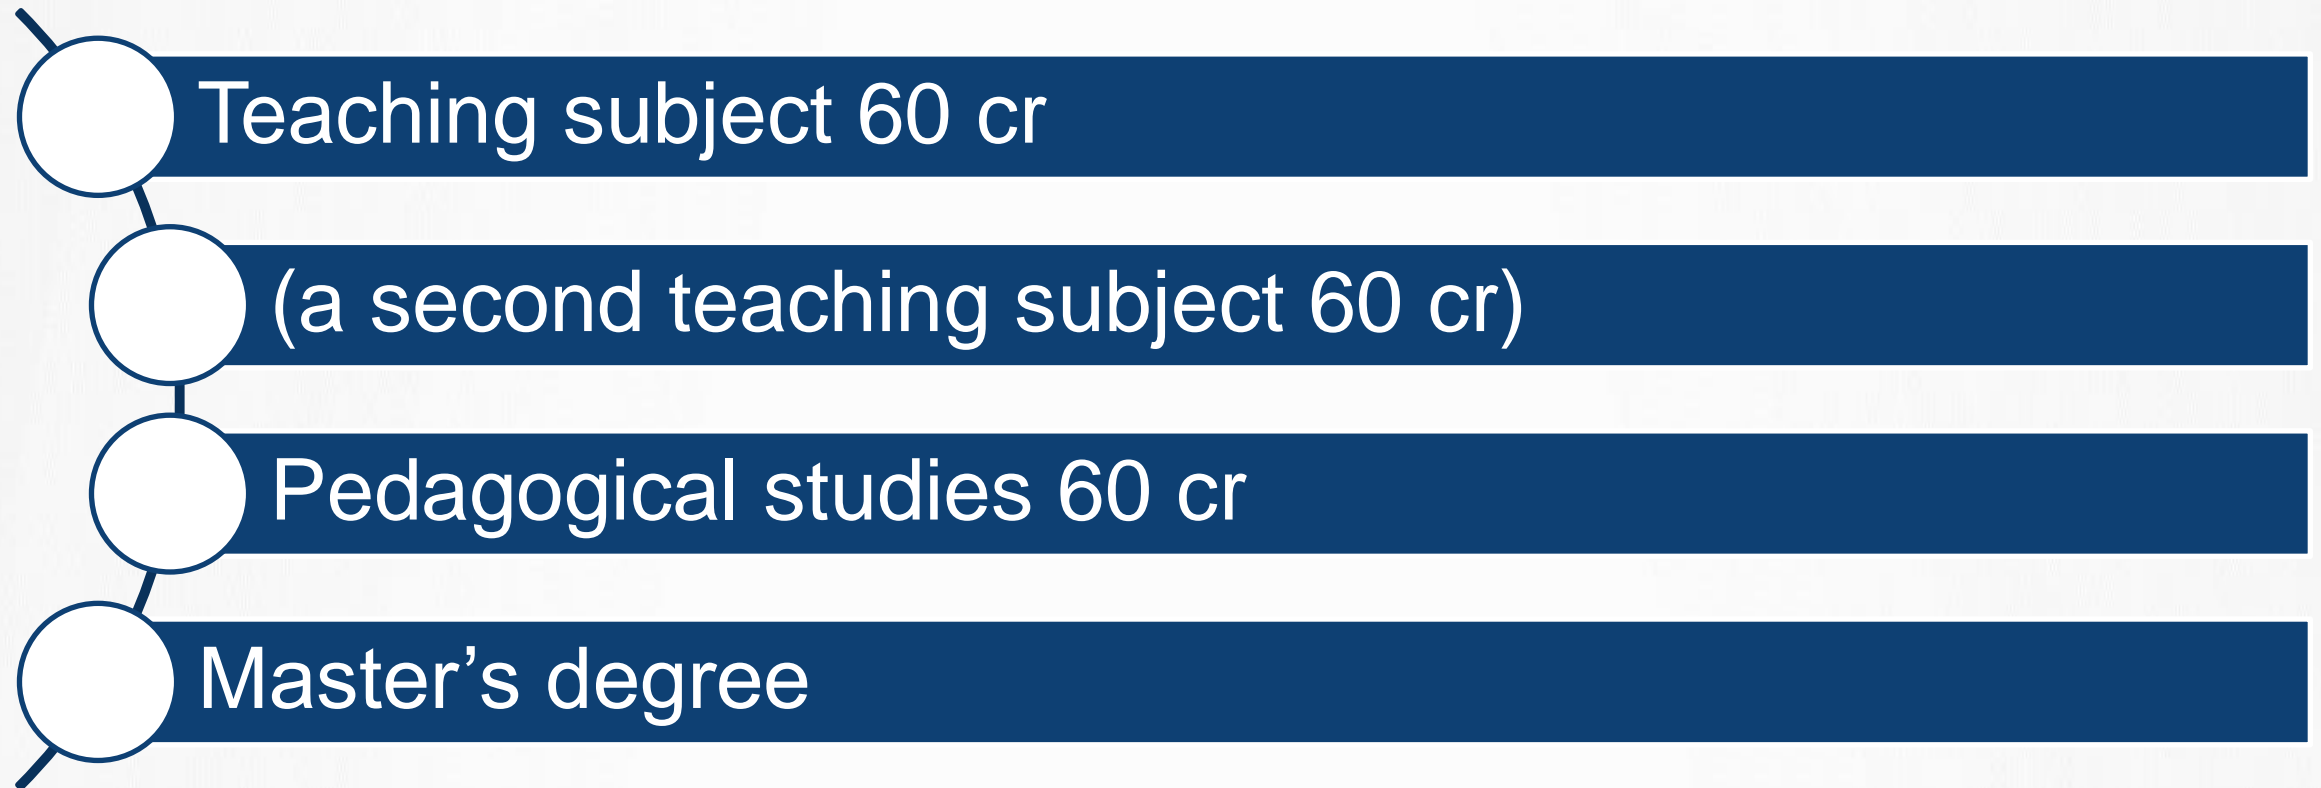 Teaching subject 60 cr
(a second teaching subject 60 cr)
Pedagogical studies 60 cr
Master’s degree